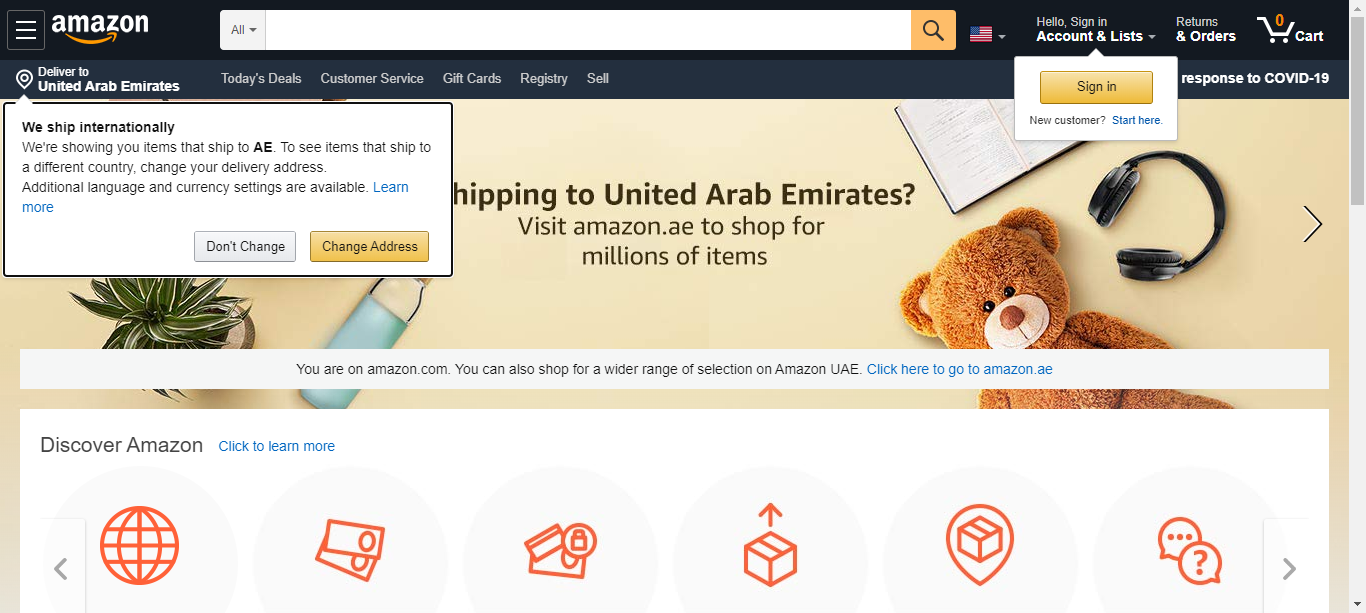 amazon
All
Hello, Sign in
Account & Lists
Returns
& Orders
0
Cart
Deliver to
United Arab Emirates
Today's Deals
Customer Service
Gift Cards
Registry
Sell
response to COVID-19
Sign in
New customer? Start here.
We ship internationally
We're showing you items that ship to AE. To see items that ship to
a different country, change your delivery address.
Additional language and currency settings are available. Learn
more
Don't Change
Change Address
hipping to United Arab Emirates?
Visit amazon.ae to shop for
millions of items
You are on amazon.com. You can also shop for a wider range of selection on Amazon UAE. Click here to go to amazon.ae
Discover Amazon
Click to learn more